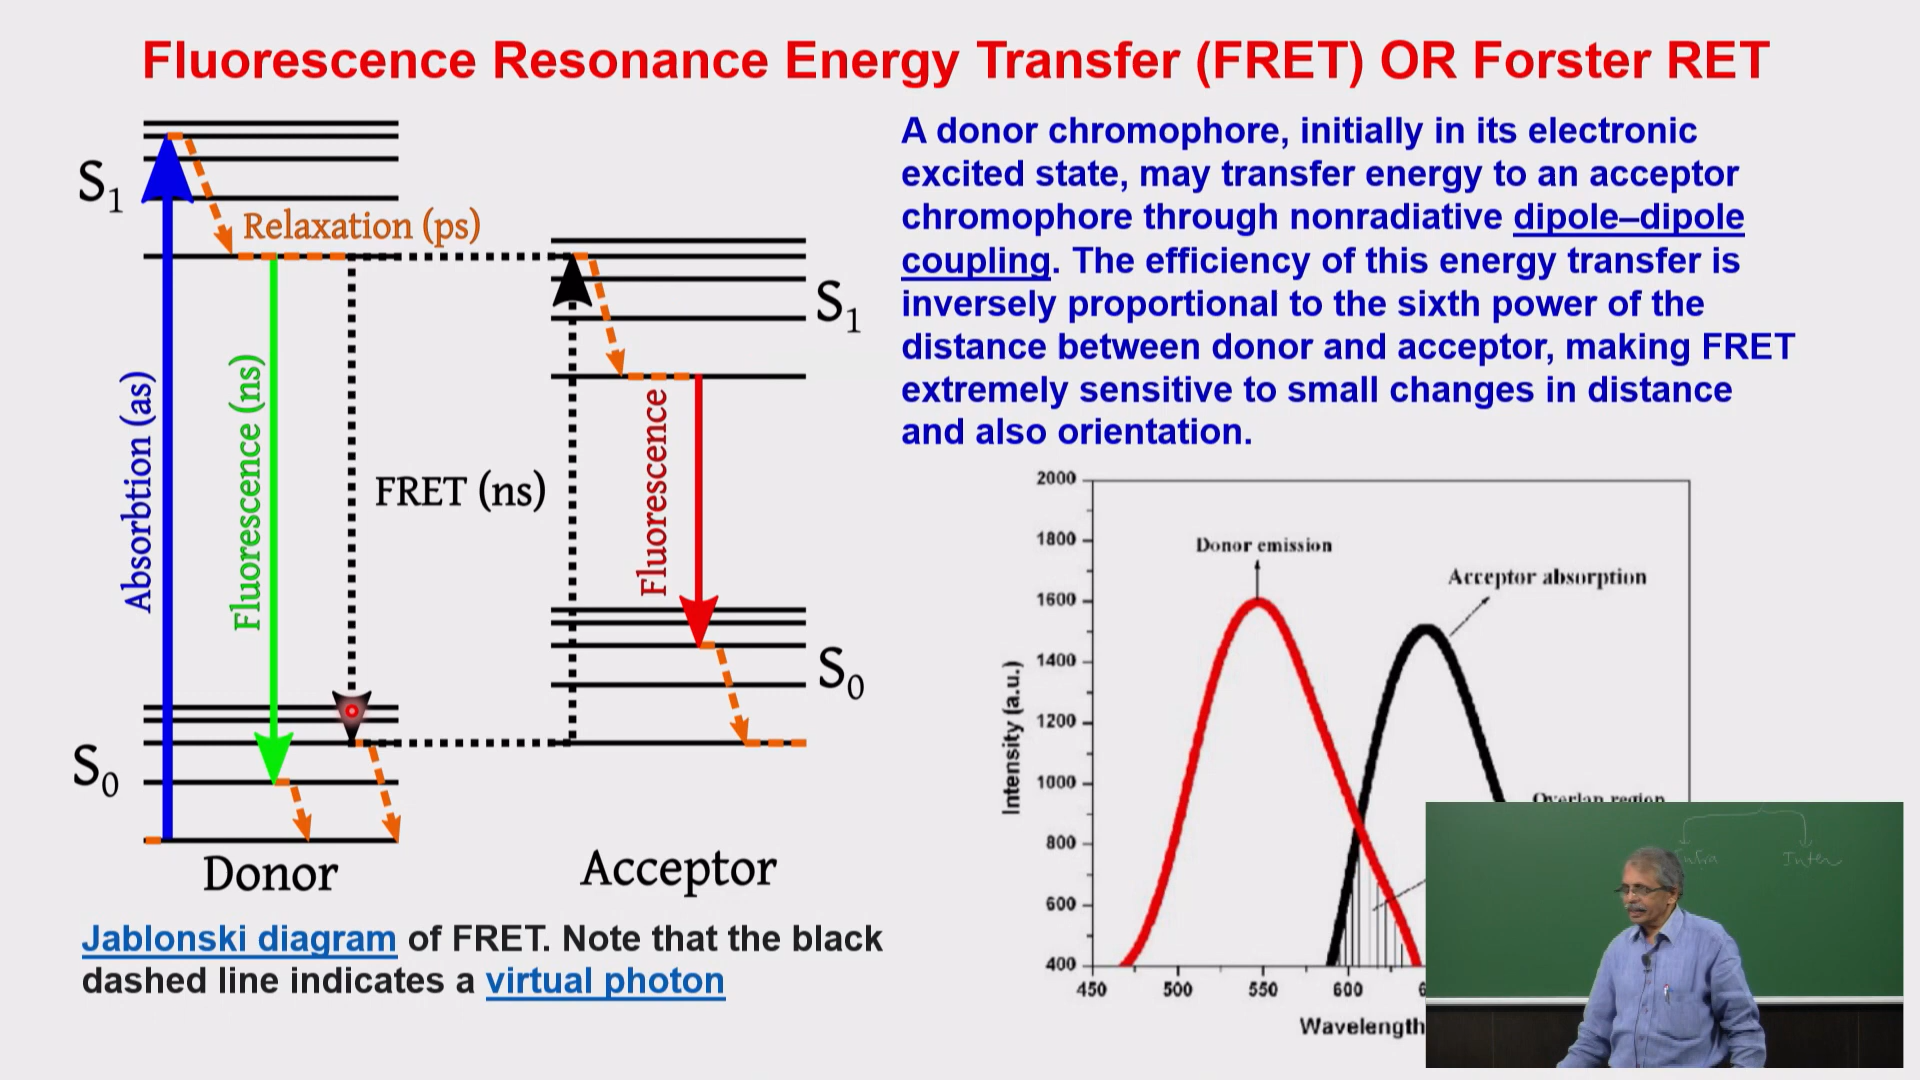 Fluorescence Resonance Energy Transfer (FRET) OR Forster RET
S1
Relaxation (ps)
Absorbtion (as)
Fluorescence (ns)
FRET (ns)
Fluorescence
S1
S0
S0
Donor
Acceptor
Jablonski diagram of FRET. Note that the black
dashed line indicates a virtual photon
A donor chromophore, initially in its electronic
excited state, may transfer energy to an acceptor
chromophore through nonradiative dipole–dipole
coupling. The efficiency of this energy transfer is
inversely proportional to the sixth power of the
distance between donor and acceptor, making FRET
extremely sensitive to small changes in distance
and also orientation.
2000
1800
1600
1400
1200
1000
800
600
400
Intensity (a.u.)
Donor emission
Acceptor absorption
Overlap region
450 500 550 600
Wavelength
Intra Inter